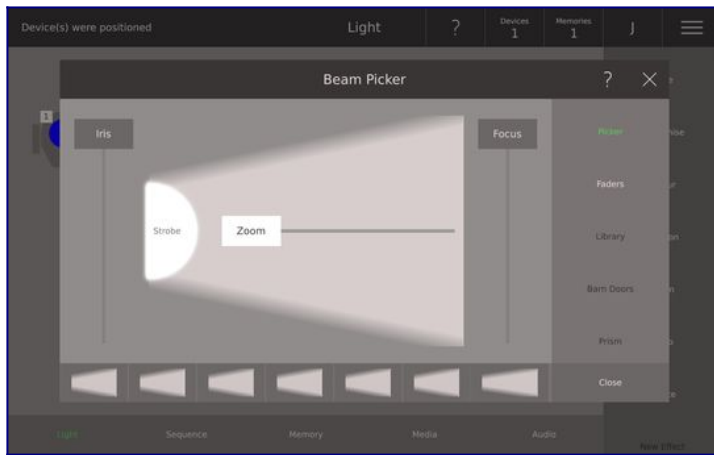 Device(s) were positioned
Light
?
Devices
1
Memories
1
J
Beam Picker
?
1
Iris
Focus
Picker
Faders
Strobe
Zoom
Library
Barn Doors
Prism
Close
Light
Sequence
Memory
Media
Audio
New Effect